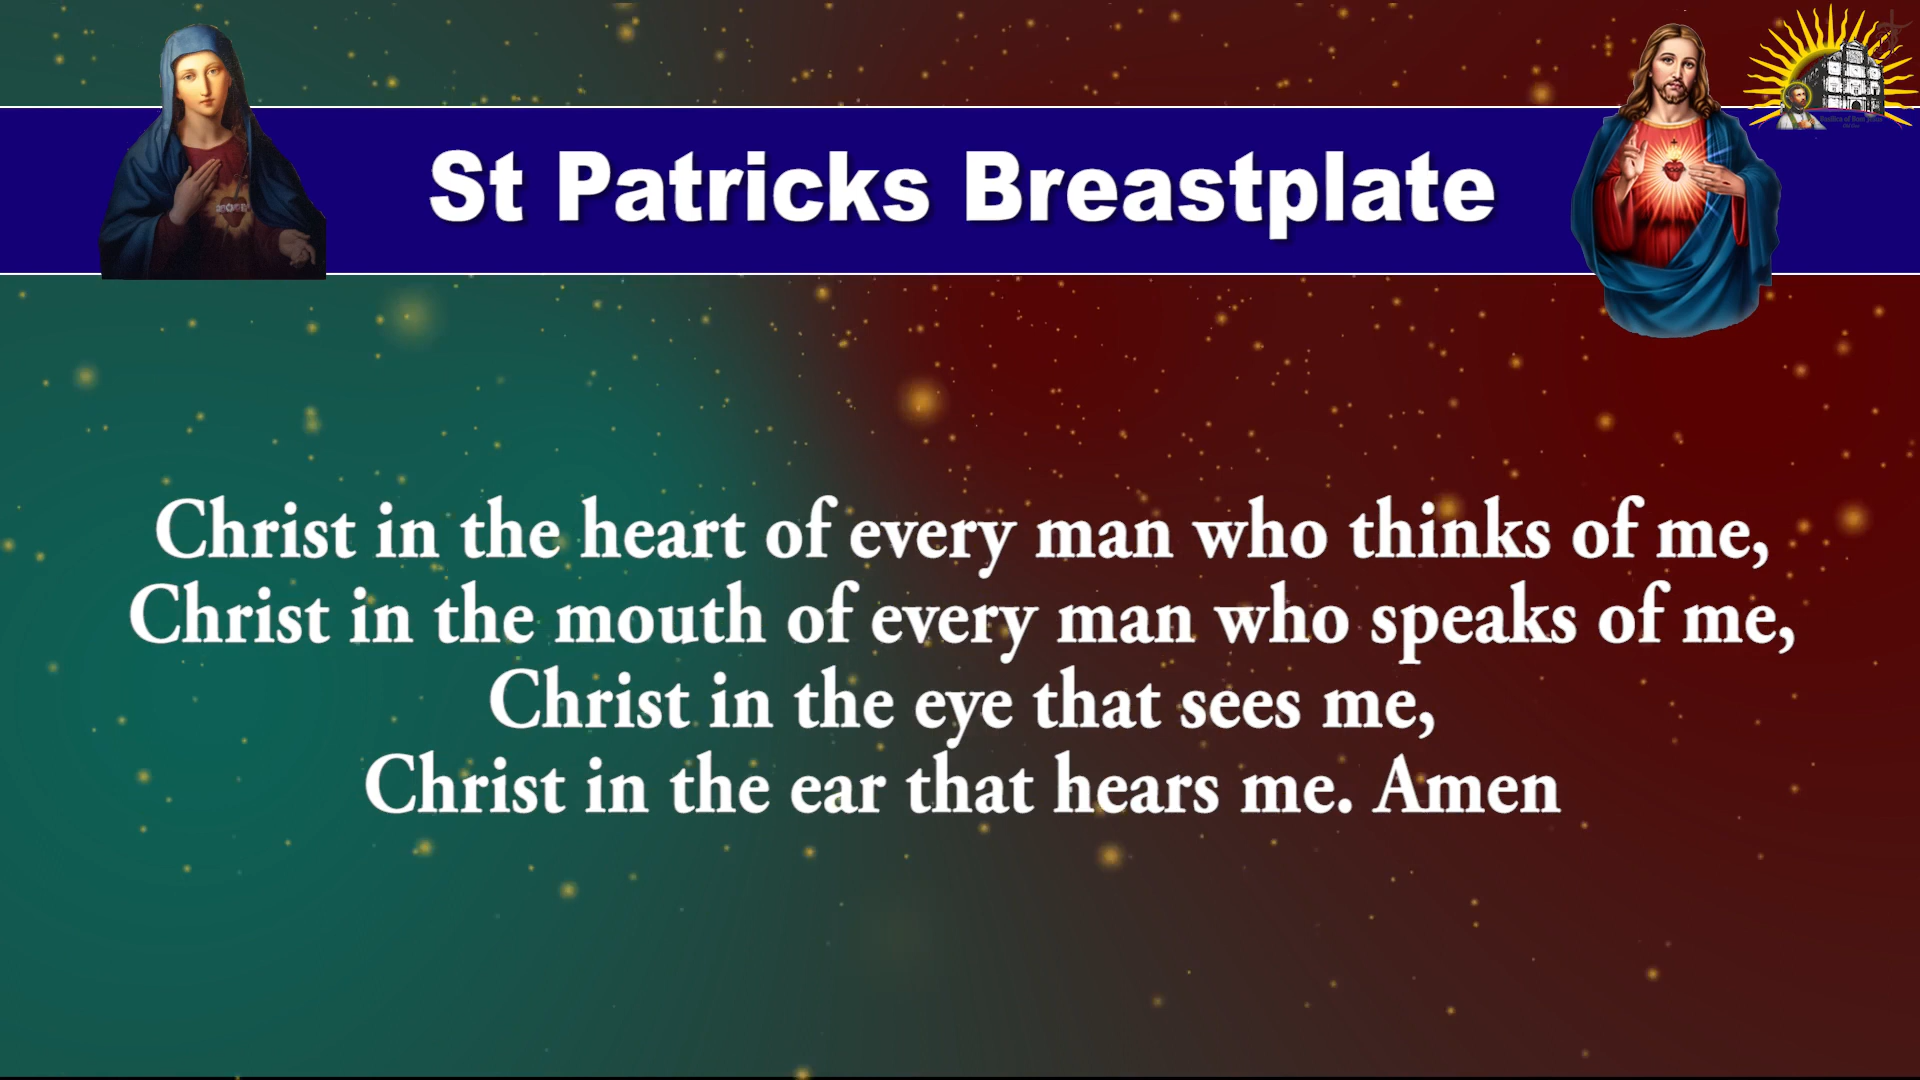 St Patricks Breastplate
Christ in the heart of every man who thinks of me,
Christ in the mouth of every man who speaks of me,
Christ in the eye that sees me,
Christ in the ear that hears me. Amen